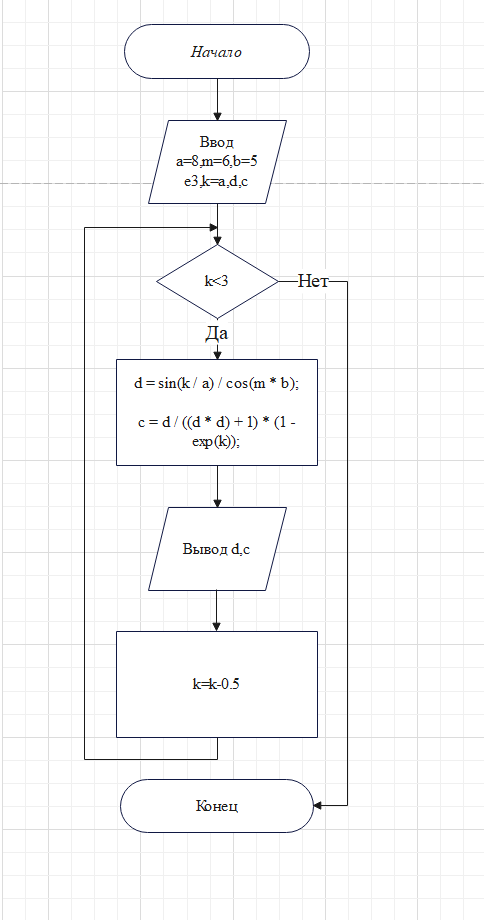 Начало
Ввод
a=8,m=6,b=5
e3,k=a,d,c
k<3
Нет
Да
d = sin(k / a) / cos(m * b);
c = d / ((d * d) + 1) * (1 -
exp(k));
Вывод d,c
k=k-0.5
Конец